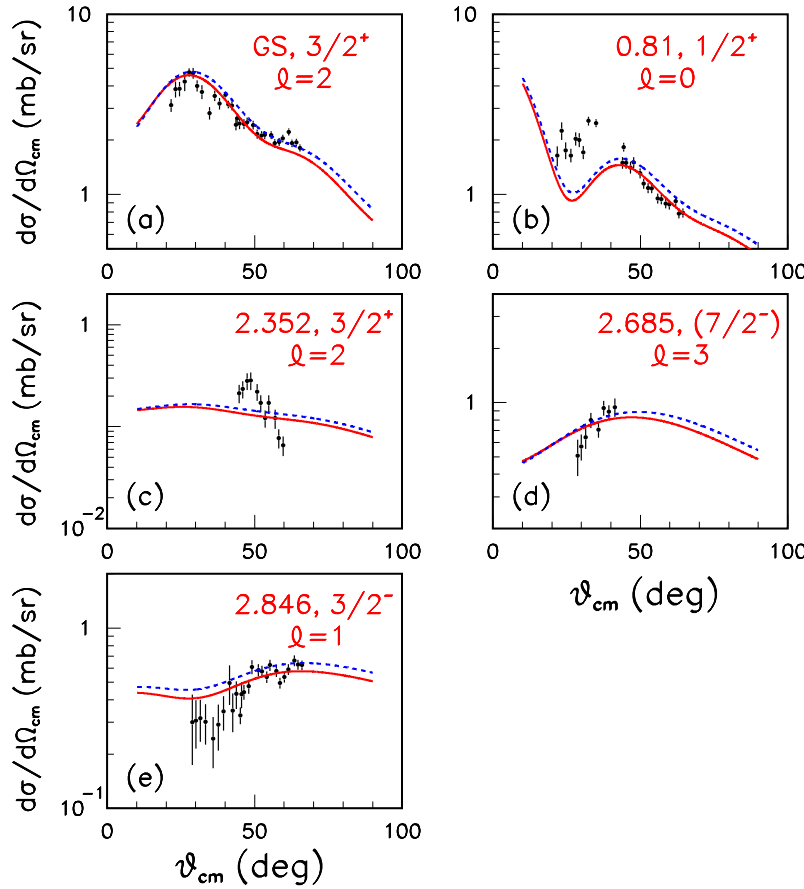 dσ/dΩcm (mb/sr)
10
1
GS, 3/2+
ℓ=2
(a)
0 50 100
10
1
0.81, 1/2+
ℓ=0
(b)
0 50 100
dσ/dΩcm (mb/sr)
1
10-2
2.352, 3/2+
ℓ=2
(c)
0 50 100
1
2.685, (7/2-)
ℓ=3
(d)
0 50 100
ϑcm (deg)
dσ/dΩcm (mb/sr)
1
10-1
2.846, 3/2-
ℓ=1
(e)
0 50 100
ϑcm (deg)